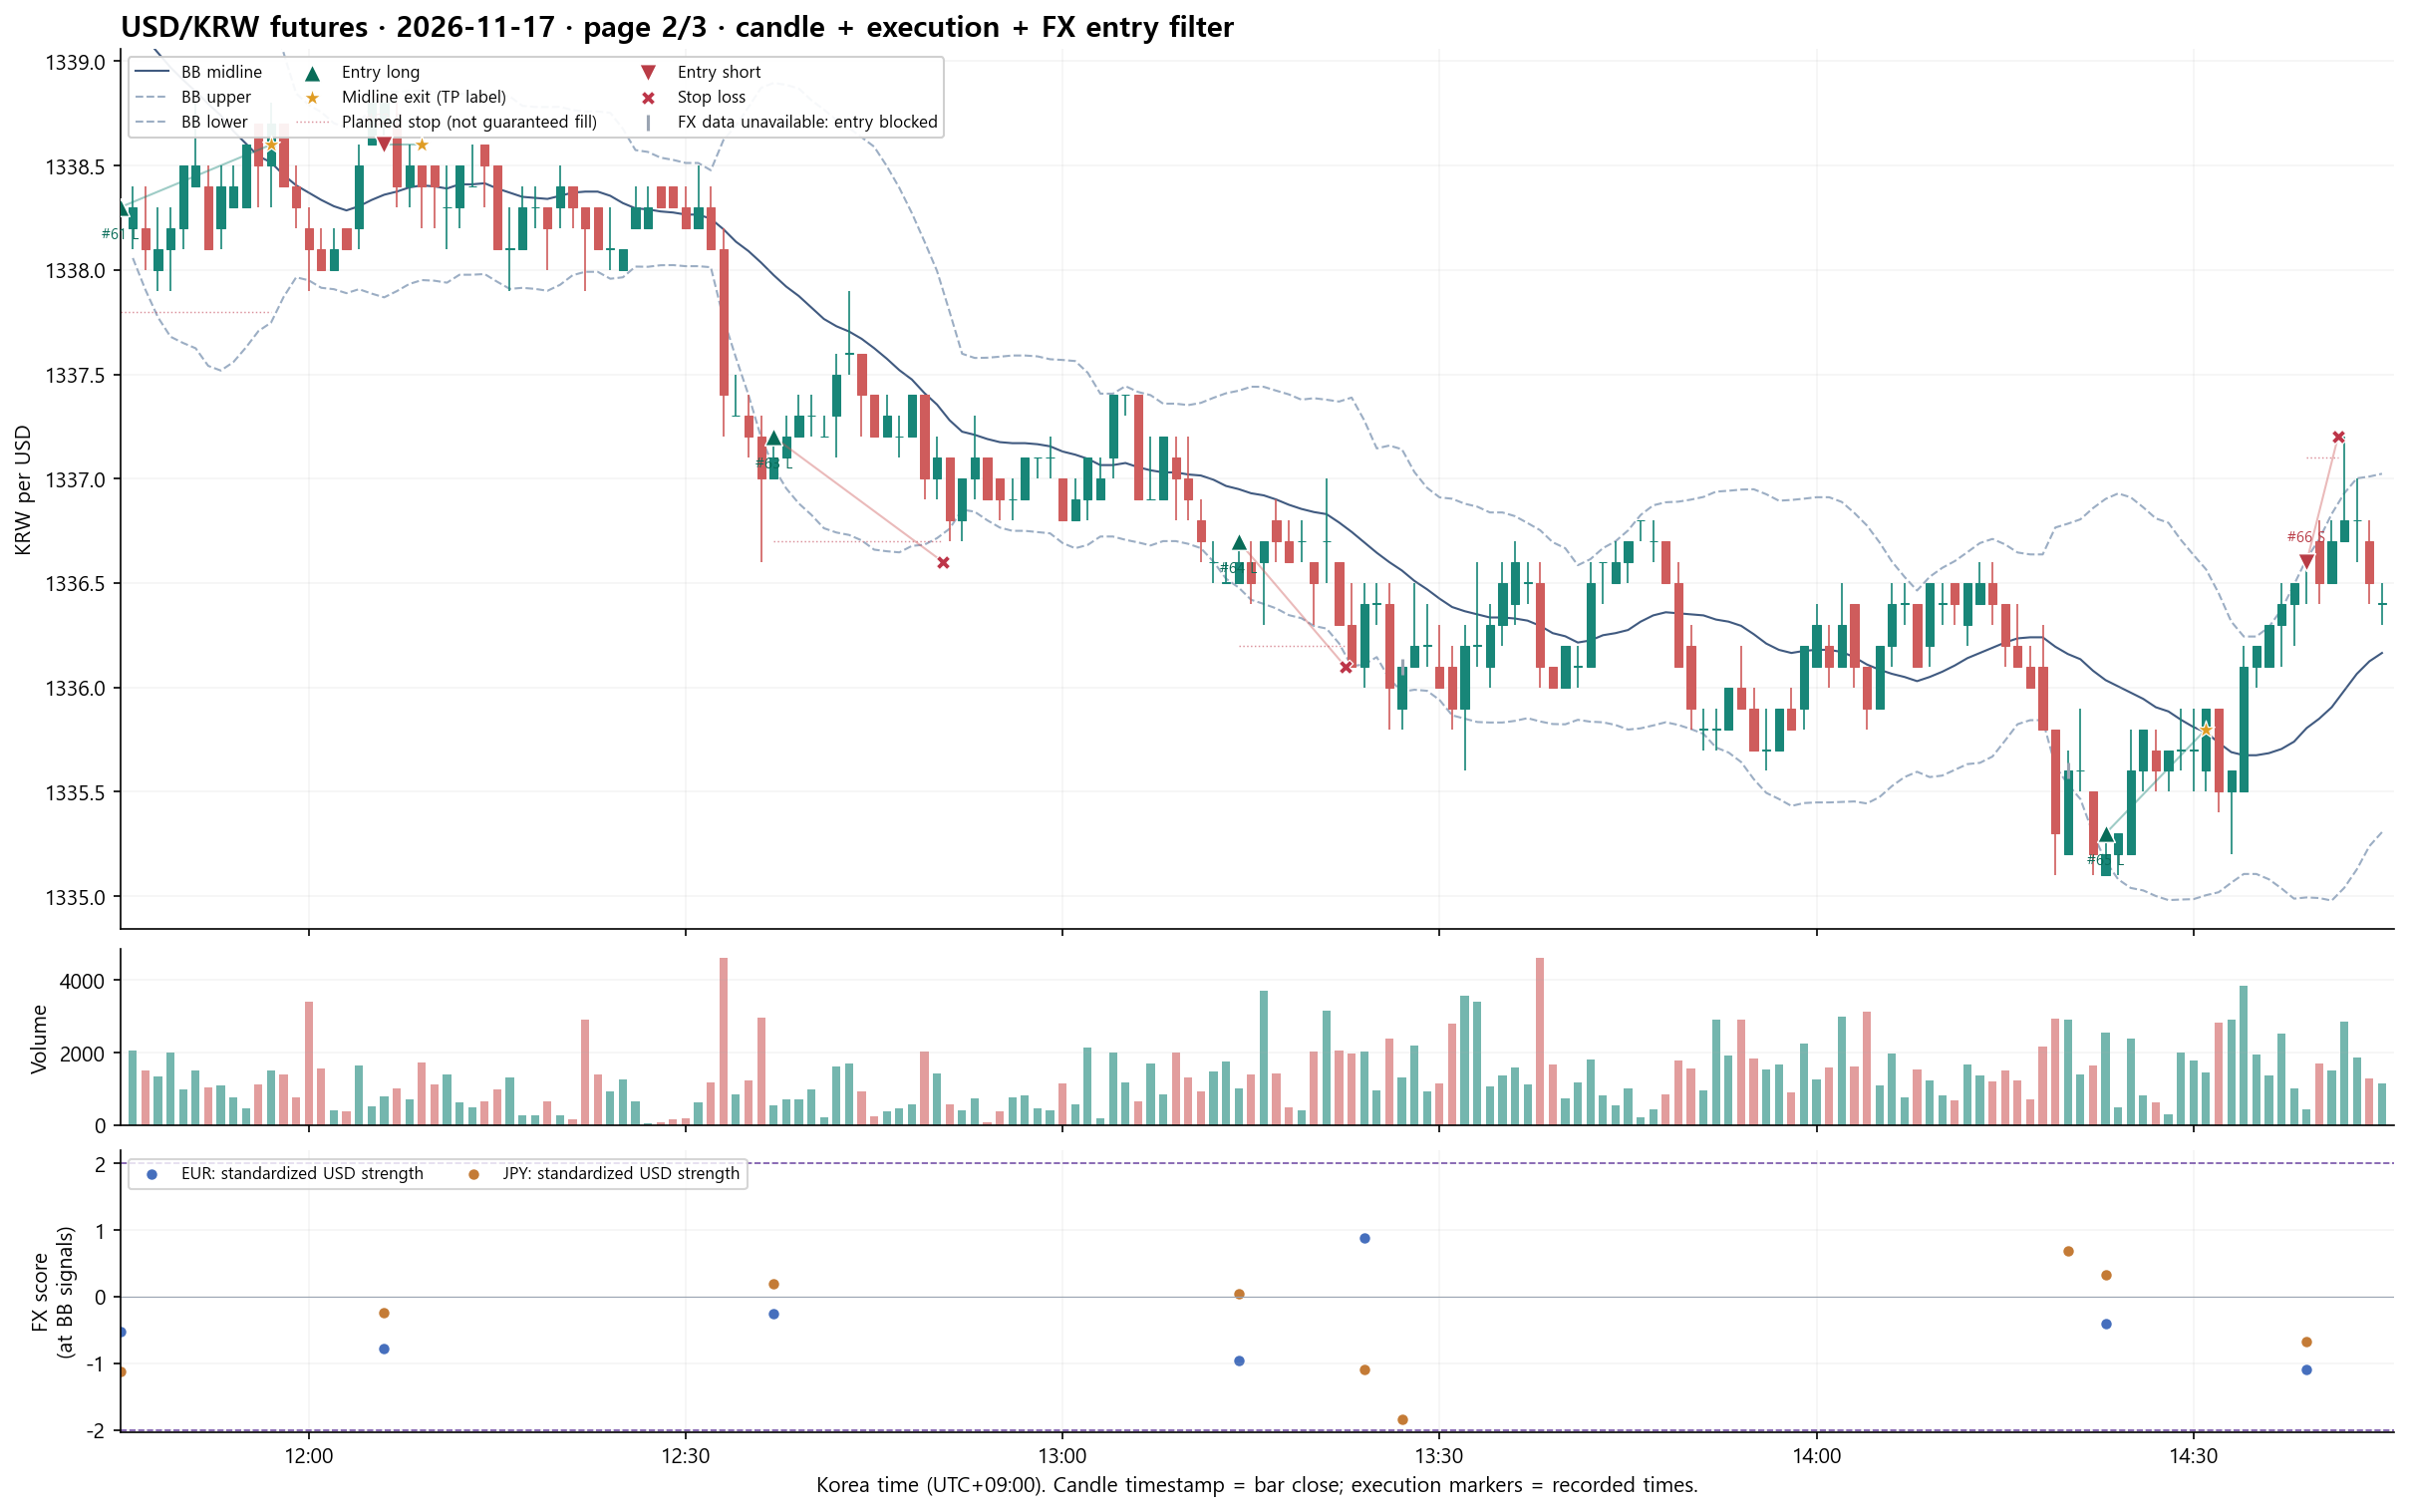 USD/KRW futures · 2026-11-17 · page 2/3 · candle + execution + FX entry filter
BB midline
BB upper
BB lower
Entry long
Midline exit (TP label)
Planned stop (not guaranteed fill)
Entry short
Stop loss
FX data unavailable: entry blocked
KRW per USD
1339.0
1338.5
1338.0
1337.5
1337.0
1336.5
1336.0
1335.5
1335.0
#61 L
#63 L
#64 L
#65 L
#66 S
Volume
4000
2000
0
EUR: standardized USD strength
JPY: standardized USD strength
FX score
(at BB signals)
2
1
0
-1
-2
12:00
12:30
13:00
13:30
14:00
14:30
Korea time (UTC+09:00). Candle timestamp = bar close; execution markers = recorded times.